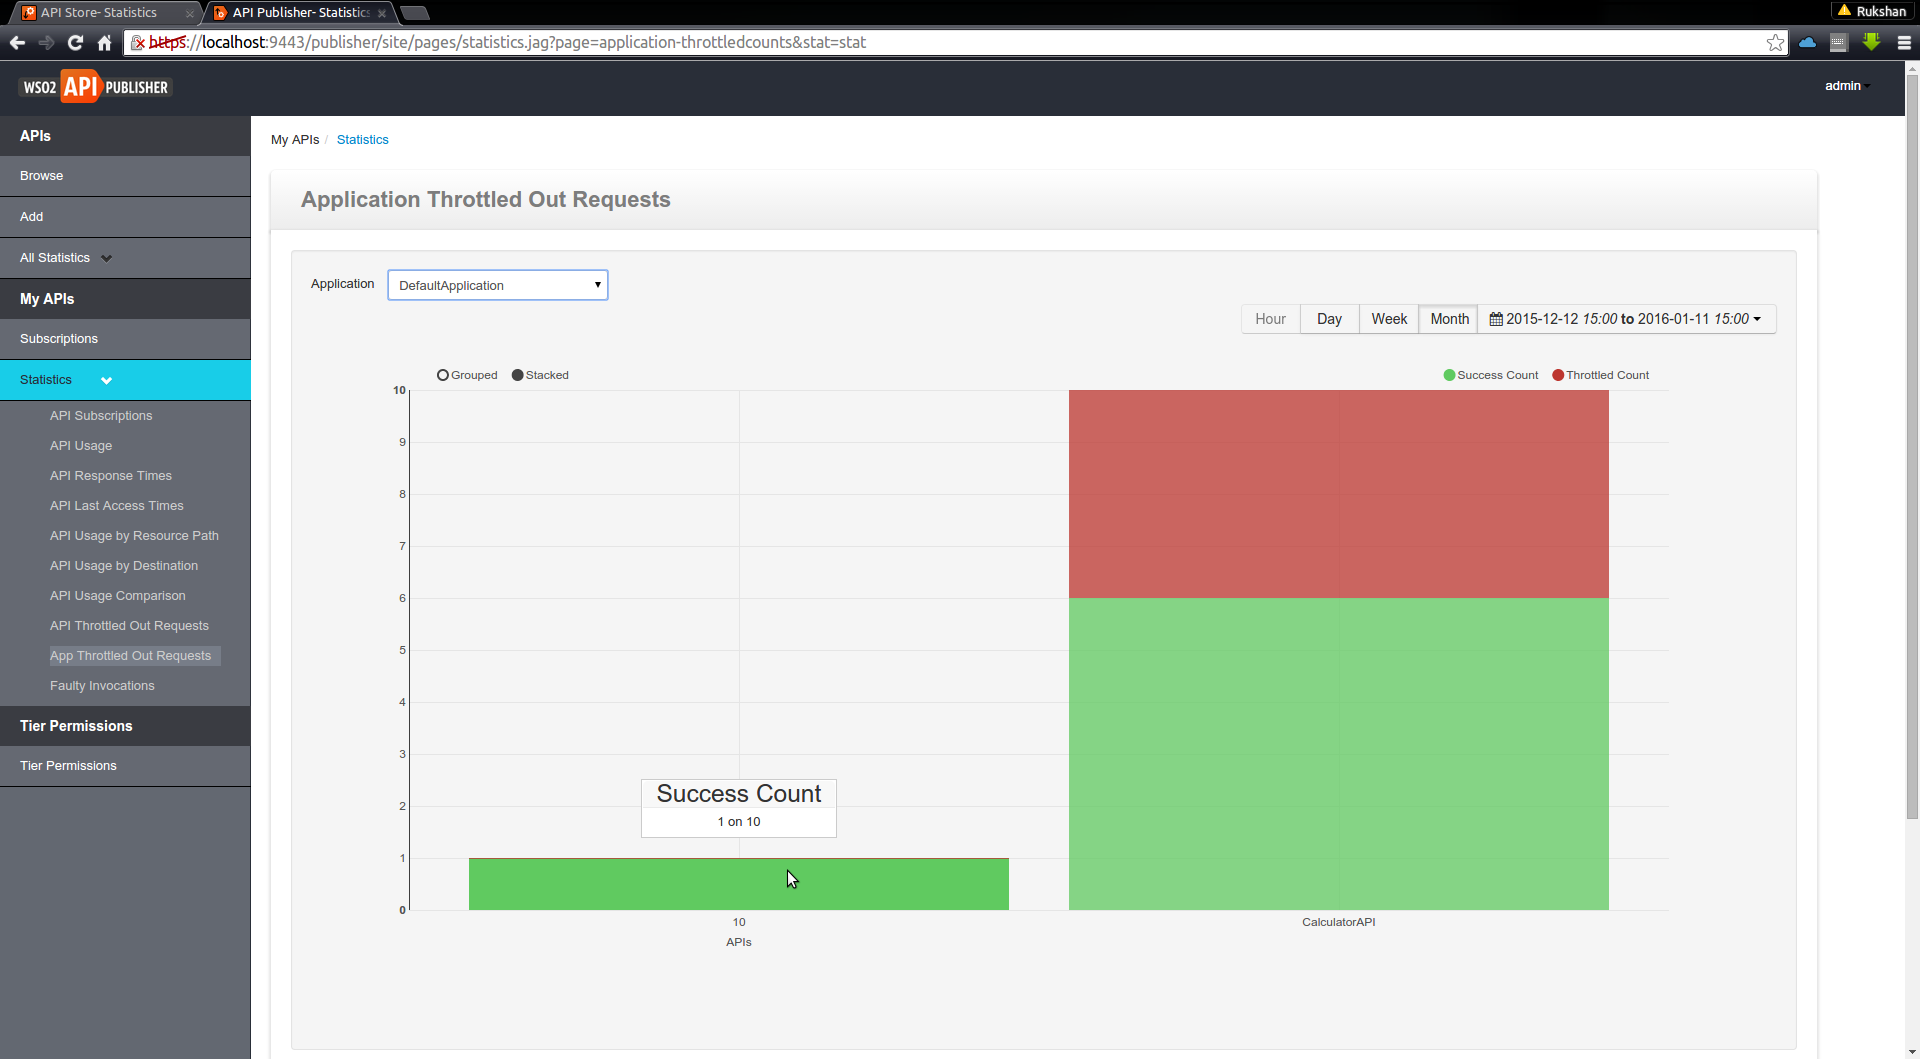 API Store- Statistics
API Publisher- Statistics
Rukshan
https://localhost:9443/publisher/site/pages/statistics.jag?page=application-throttledcounts&stat=stat
WSO2 API PUBLISHER
admin
APIs
Browse
Add
All Statistics
My APIs
Subscriptions
Statistics
API Subscriptions
API Usage
API Response Times
API Last Access Times
API Usage by Resource Path
API Usage by Destination
API Usage Comparison
API Throttled Out Requests
App Throttled Out Requests
Faulty Invocations
Tier Permissions
Tier Permissions
My APIs / Statistics
Application Throttled Out Requests
Application DefaultApplication
Hour Day Week Month 2015-12-12 15:00 to 2016-01-11 15:00
Grouped Stacked
Success Count Throttled Count
10
9
8
7
6
5
4
3
2
1
0
Success Count
1 on 10
10
CalculatorAPI
APIs